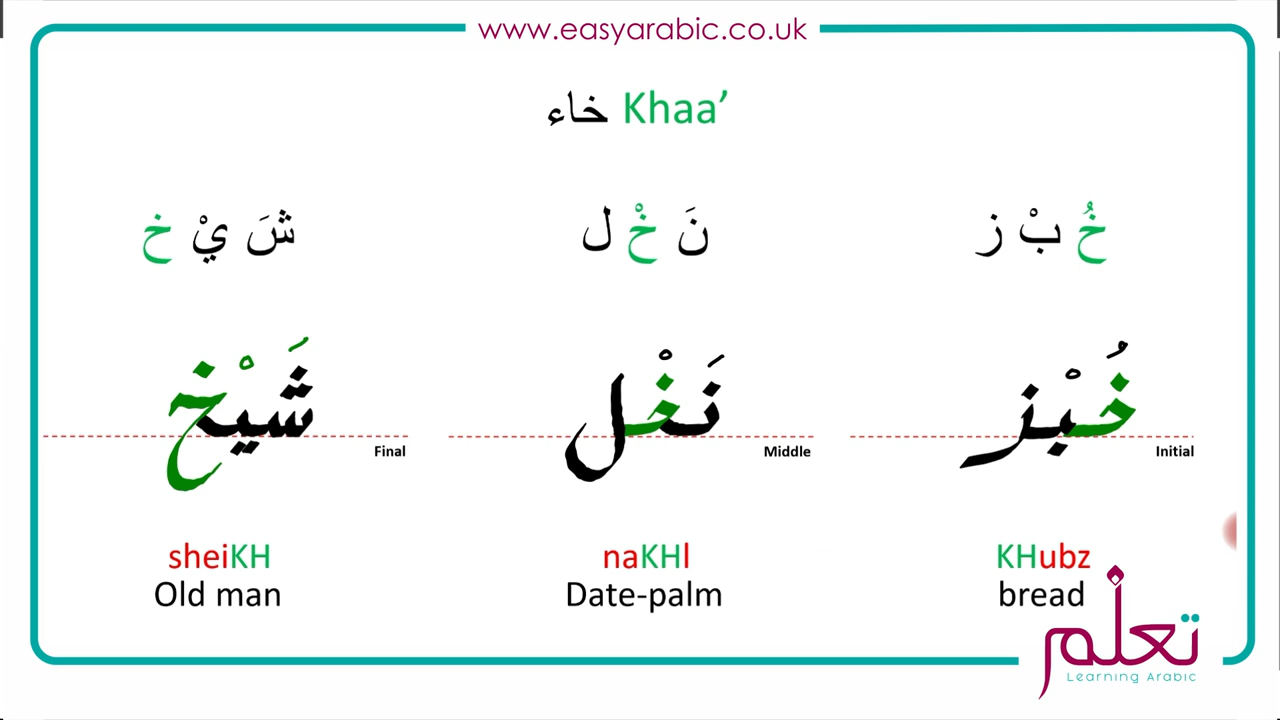 www.easyarabic.co.uk
خاء Khaa’
خُ بْ ز
نَ خْ ل
شَ يْ خ
خُبْز
نَخْل
شَيْخ
Initial
Middle
Final
KHubz
bread
naKHl
Date-palm
sheiKH
Old man
تعلم
Learning Arabic